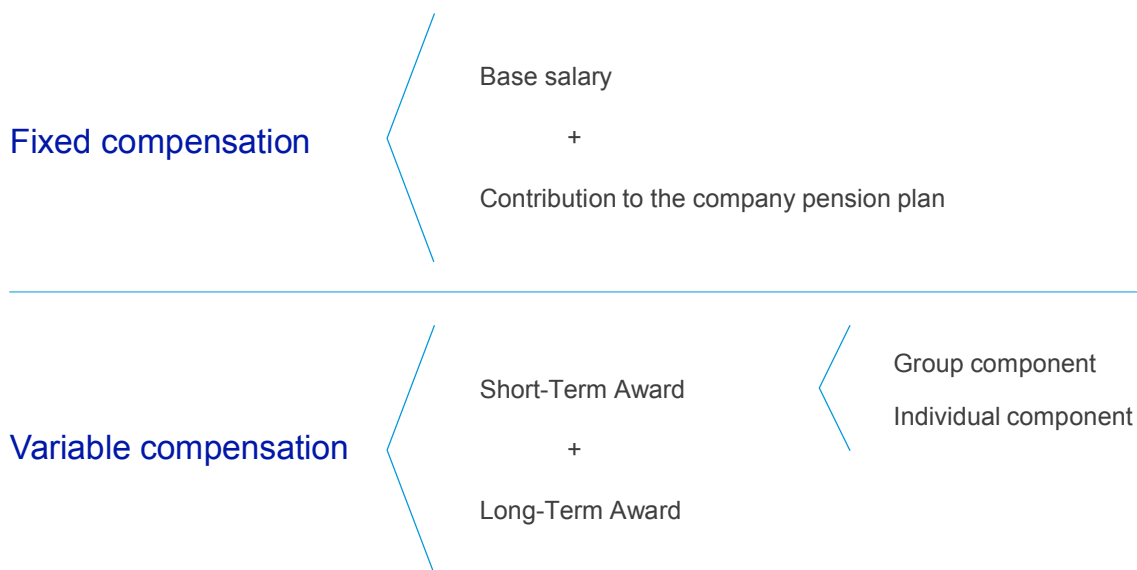 Fixed compensation
Base salary
+
Contribution to the company pension plan
Variable compensation
Short-Term Award
+
Long-Term Award
Group component
Individual component